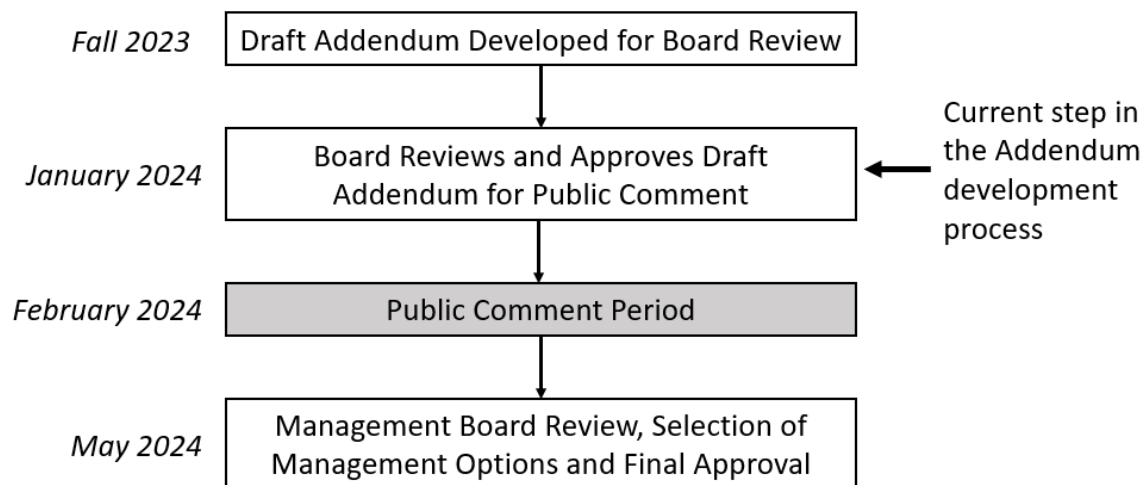 Fall 2023
Draft Addendum Developed for Board Review
January 2024
Board Reviews and Approves Draft
Addendum for Public Comment
Current step in
the Addendum
development
process
February 2024
Public Comment Period
May 2024
Management Board Review, Selection of
Management Options and Final Approval